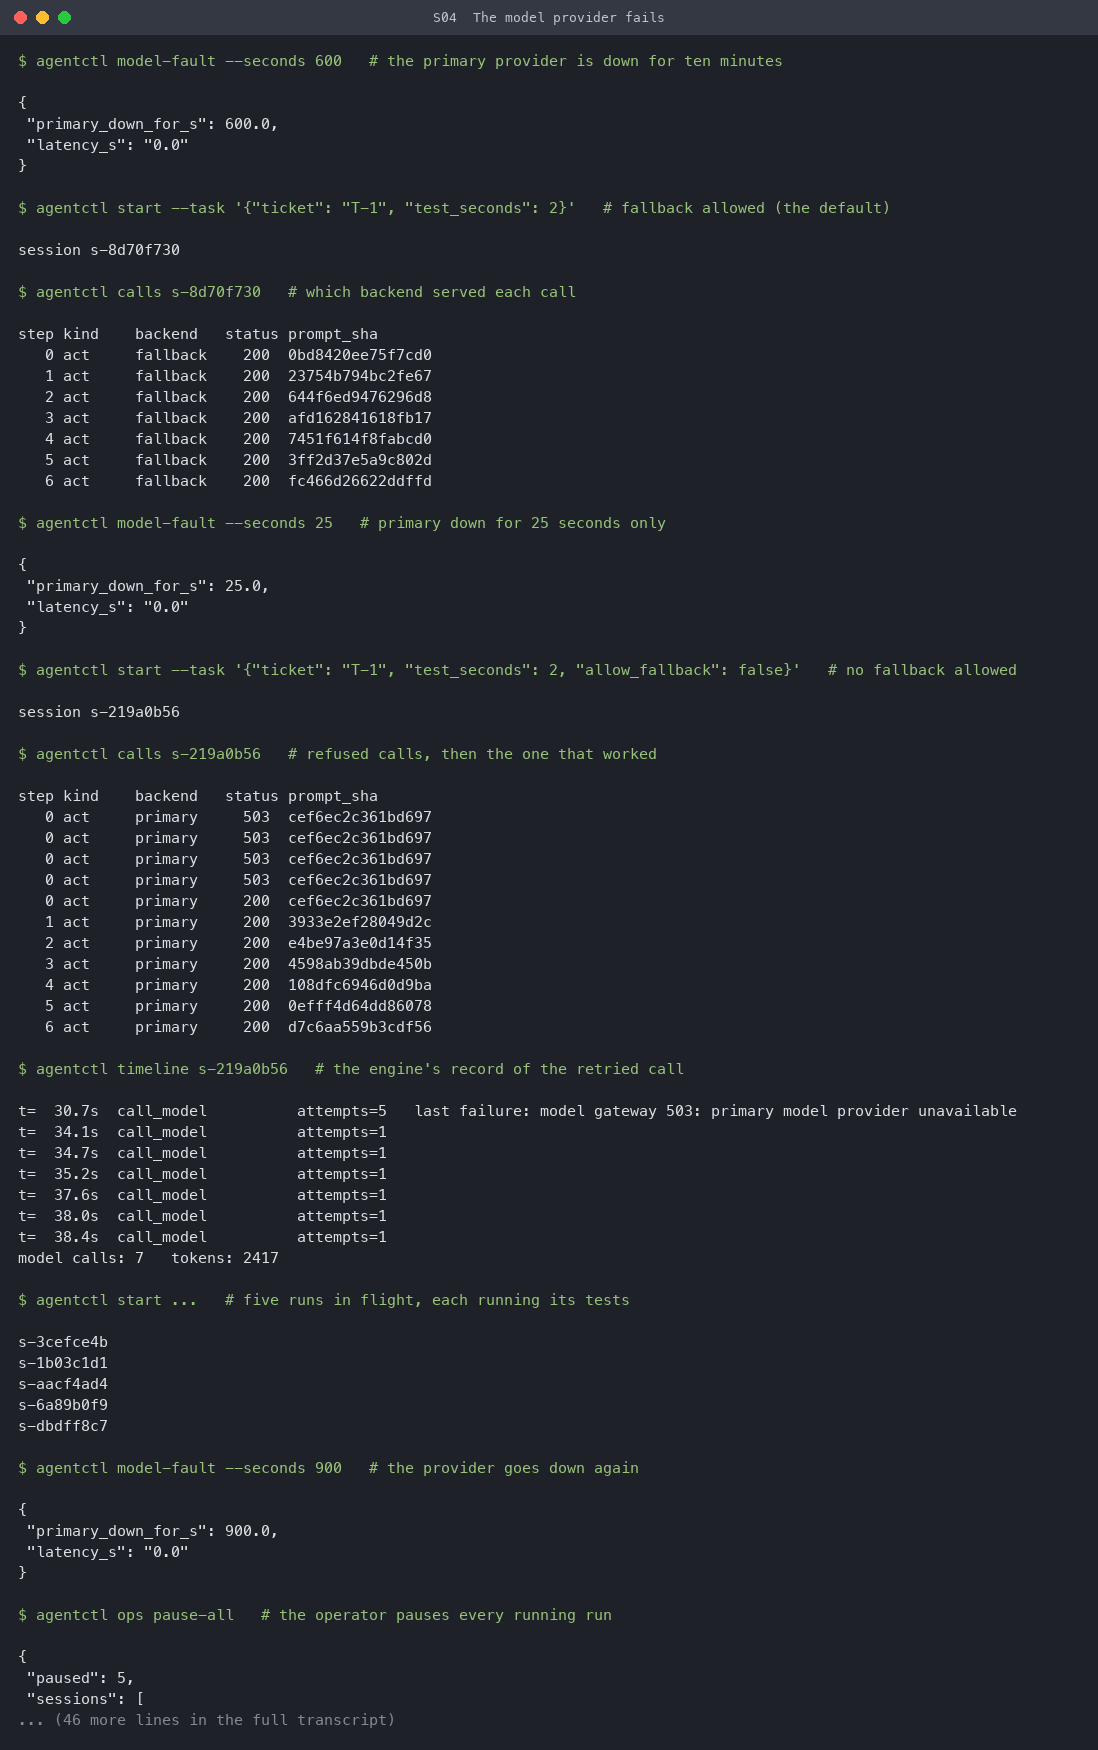 S04  The model provider fails
$ agentctl model-fault --seconds 600   # the primary provider is down for ten minutes
{
 "primary_down_for_s": 600.0,
 "latency_s": "0.0"
}
$ agentctl start --task '{"ticket": "T-1", "test_seconds": 2}'   # fallback allowed (the default)
session s-8d70f730
$ agentctl calls s-8d70f730   # which backend served each call
step kind    backend   status prompt_sha
   0 act     fallback    200  0bd8420ee75f7cd0
   1 act     fallback    200  23754b794bc2fe67
   2 act     fallback    200  644f6ed9476296d8
   3 act     fallback    200  afd162841618fb17
   4 act     fallback    200  7451f614f8fabcd0
   5 act     fallback    200  3ff2d37e5a9c802d
   6 act     fallback    200  fc466d26622ddffd
$ agentctl model-fault --seconds 25   # primary down for 25 seconds only
{
 "primary_down_for_s": 25.0,
 "latency_s": "0.0"
}
$ agentctl start --task '{"ticket": "T-1", "test_seconds": 2, "allow_fallback": false}'   # no fallback allowed
session s-219a0b56
$ agentctl calls s-219a0b56   # refused calls, then the one that worked
step kind    backend   status prompt_sha
   0 act     primary     503  cef6ec2c361bd697
   0 act     primary     503  cef6ec2c361bd697
   0 act     primary     503  cef6ec2c361bd697
   0 act     primary     503  cef6ec2c361bd697
   0 act     primary     200  cef6ec2c361bd697
   1 act     primary     200  3933e2ef28049d2c
   2 act     primary     200  e4be97a3e0d14f35
   3 act     primary     200  4598ab39dbde450b
   4 act     primary     200  108dfc6946d0d9ba
   5 act     primary     200  0efff4d64dd86078
   6 act     primary     200  d7c6aa559b3cdf56
$ agentctl timeline s-219a0b56   # the engine's record of the retried call
t=  30.7s  call_model          attempts=5   last failure: model gateway 503: primary model provider unavailable
t=  34.1s  call_model          attempts=1
t=  34.7s  call_model          attempts=1
t=  35.2s  call_model          attempts=1
t=  37.6s  call_model          attempts=1
t=  38.0s  call_model          attempts=1
t=  38.4s  call_model          attempts=1
model calls: 7   tokens: 2417
$ agentctl start ...   # five runs in flight, each running its tests
s-3cefce4b
s-1b03c1d1
s-aacf4ad4
s-6a89b0f9
s-dbdff8c7
$ agentctl model-fault --seconds 900   # the provider goes down again
{
 "primary_down_for_s": 900.0,
 "latency_s": "0.0"
}
$ agentctl ops pause-all   # the operator pauses every running run
{
 "paused": 5,
 "sessions": [
... (46 more lines in the full transcript)